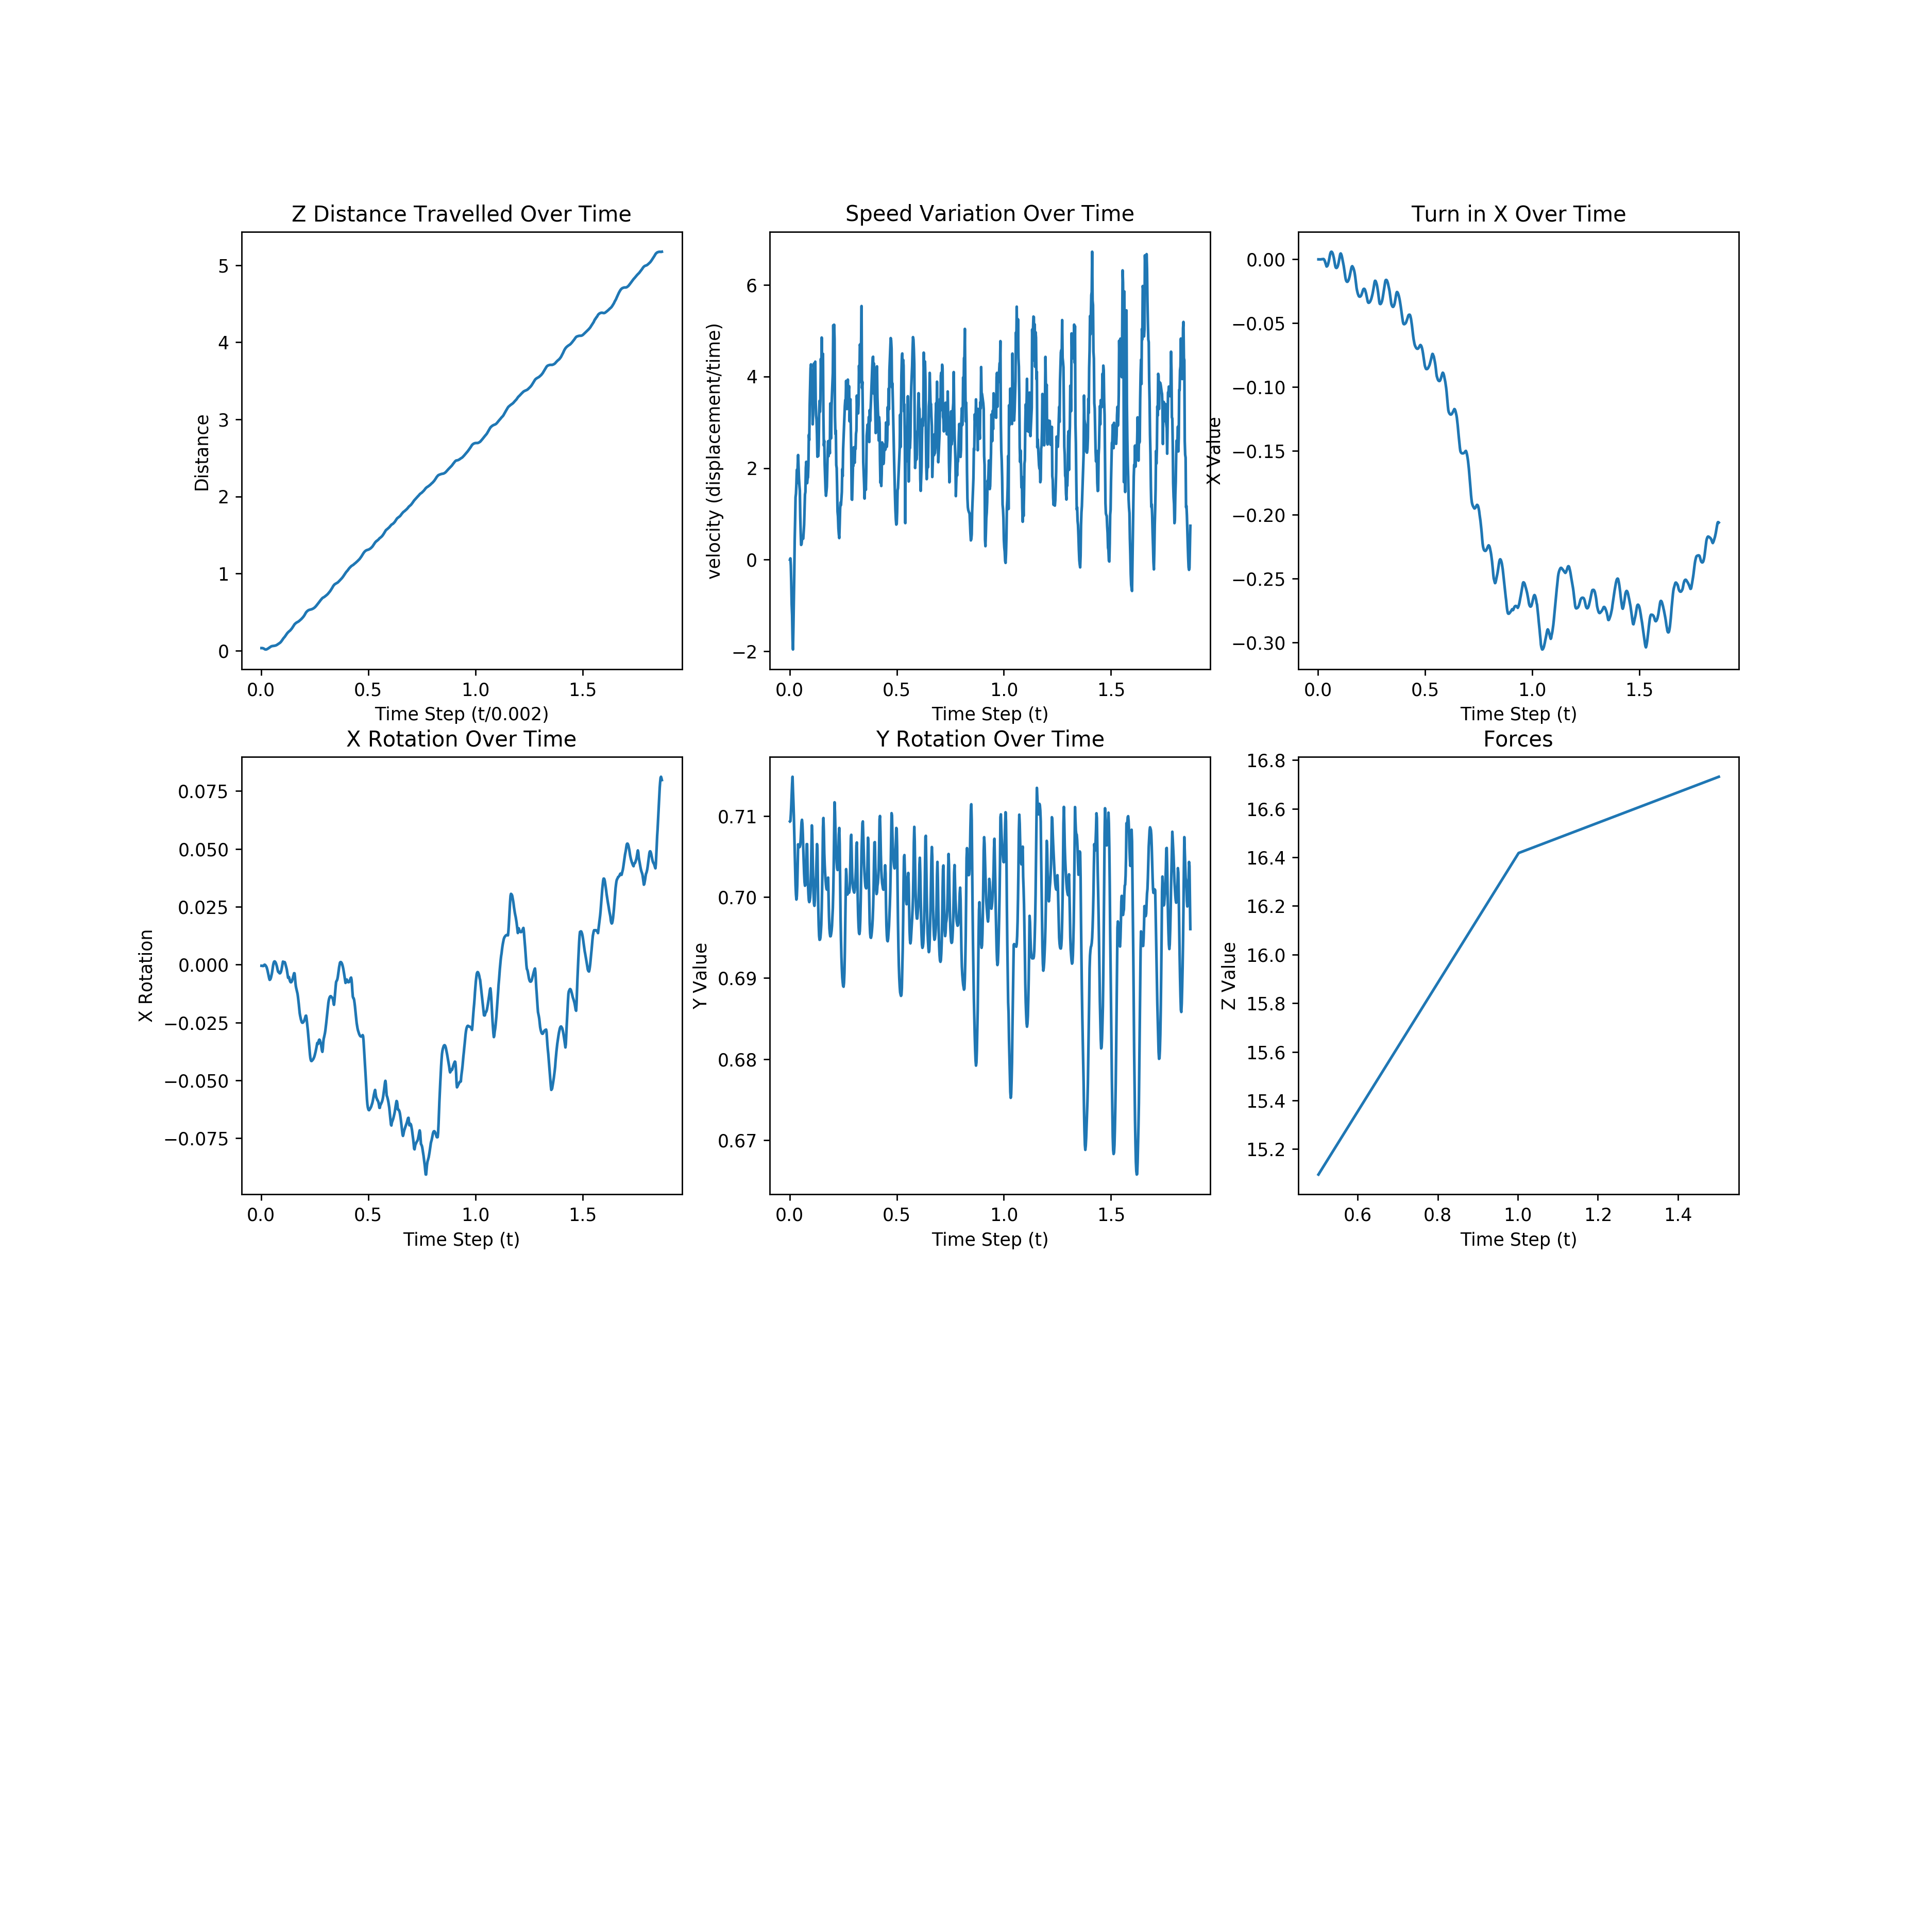 Z Distance Travelled Over Time
Distance
5
4
3
2
1
0
0.0 0.5 1.0 1.5
Time Step (t/0.002)
Speed Variation Over Time
velocity (displacement/time)
6
4
2
0
−2
0.0 0.5 1.0 1.5
Time Step (t)
Turn in X Over Time
X Value
0.00
−0.05
−0.10
−0.15
−0.20
−0.25
−0.30
0.0 0.5 1.0 1.5
Time Step (t)
X Rotation Over Time
X Rotation
0.075
0.050
0.025
0.000
−0.025
−0.050
−0.075
0.0 0.5 1.0 1.5
Time Step (t)
Y Rotation Over Time
Y Value
0.71
0.70
0.69
0.68
0.67
0.0 0.5 1.0 1.5
Time Step (t)
Forces
Z Value
16.8
16.6
16.4
16.2
16.0
15.8
15.6
15.4
15.2
0.6 0.8 1.0 1.2 1.4
Time Step (t)